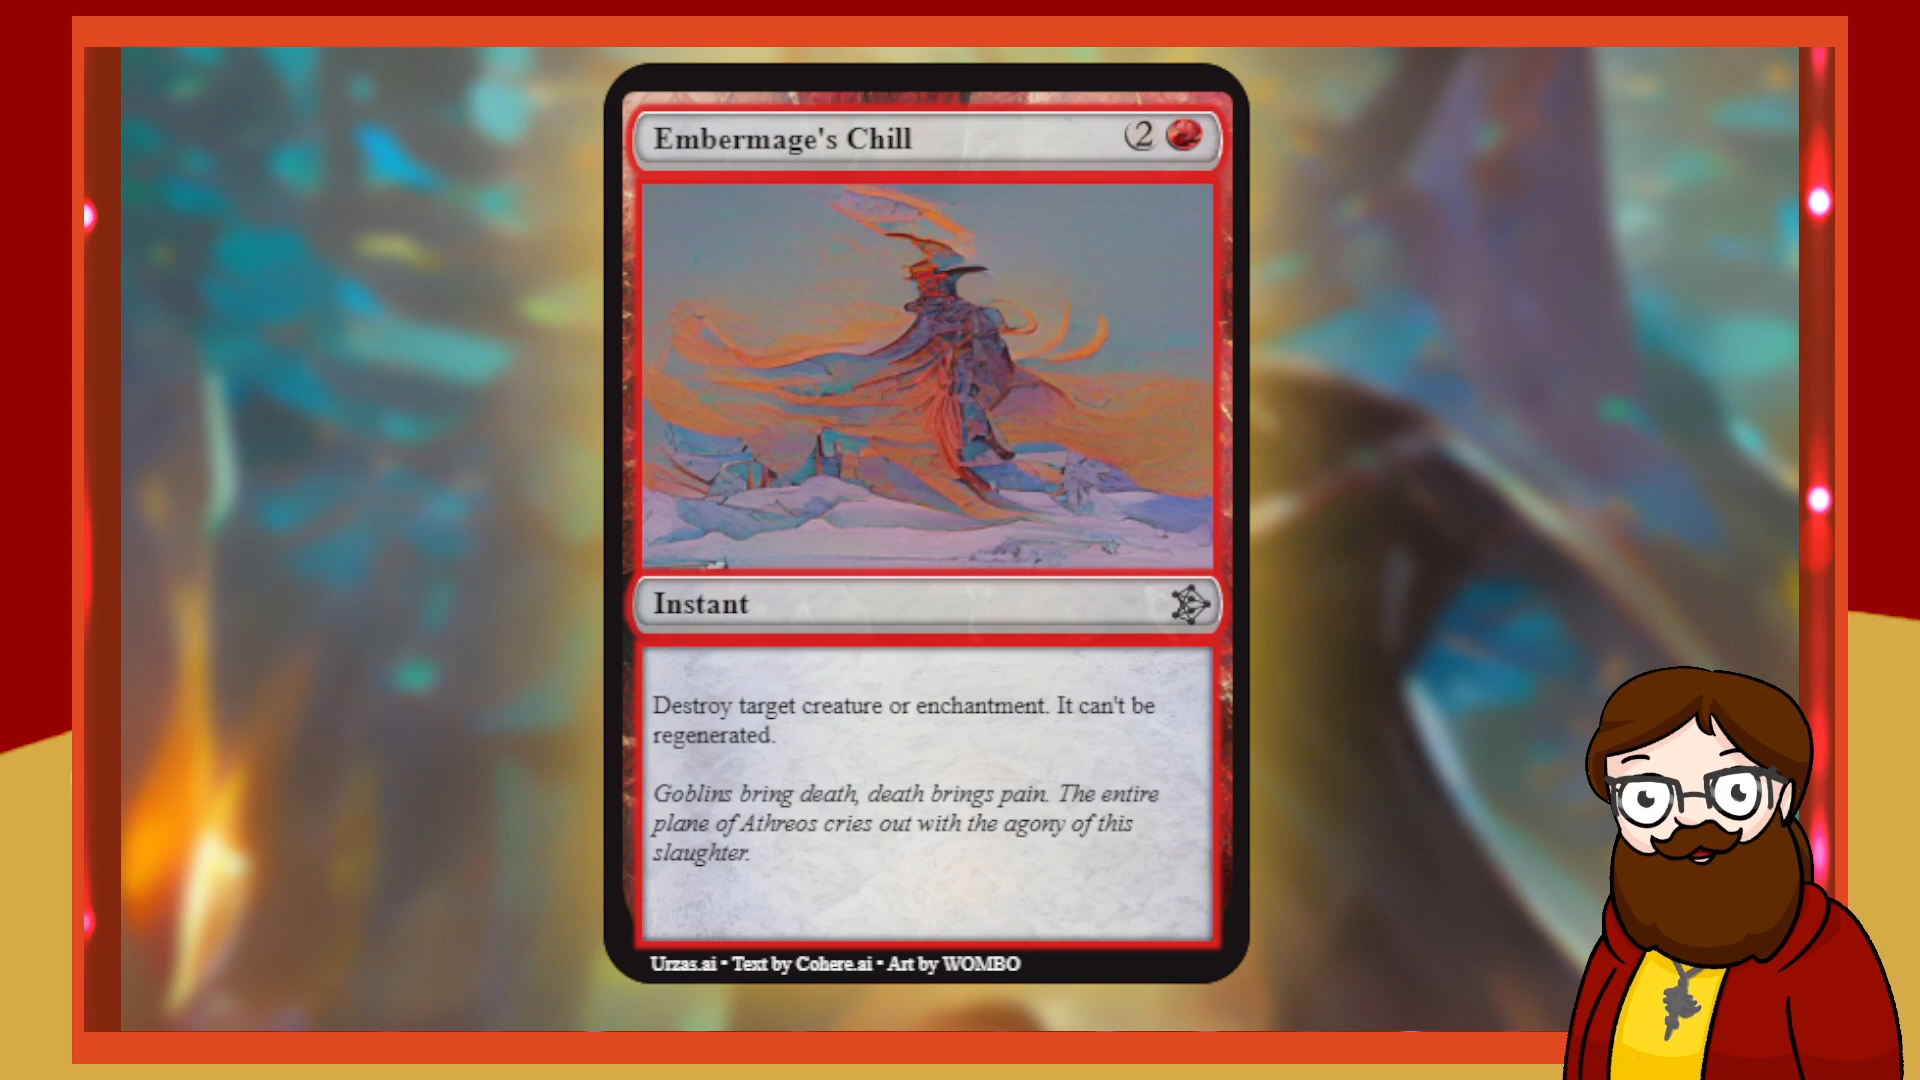 Embermage's Chill 2
Instant
Destroy target creature or enchantment. It can't be
regenerated.
Goblins bring death, death brings pain. The entire
plane of Athreos cries out with the agony of this
slaughter.
Urzas.ai • Text by Cohere.ai • Art by WOMBO